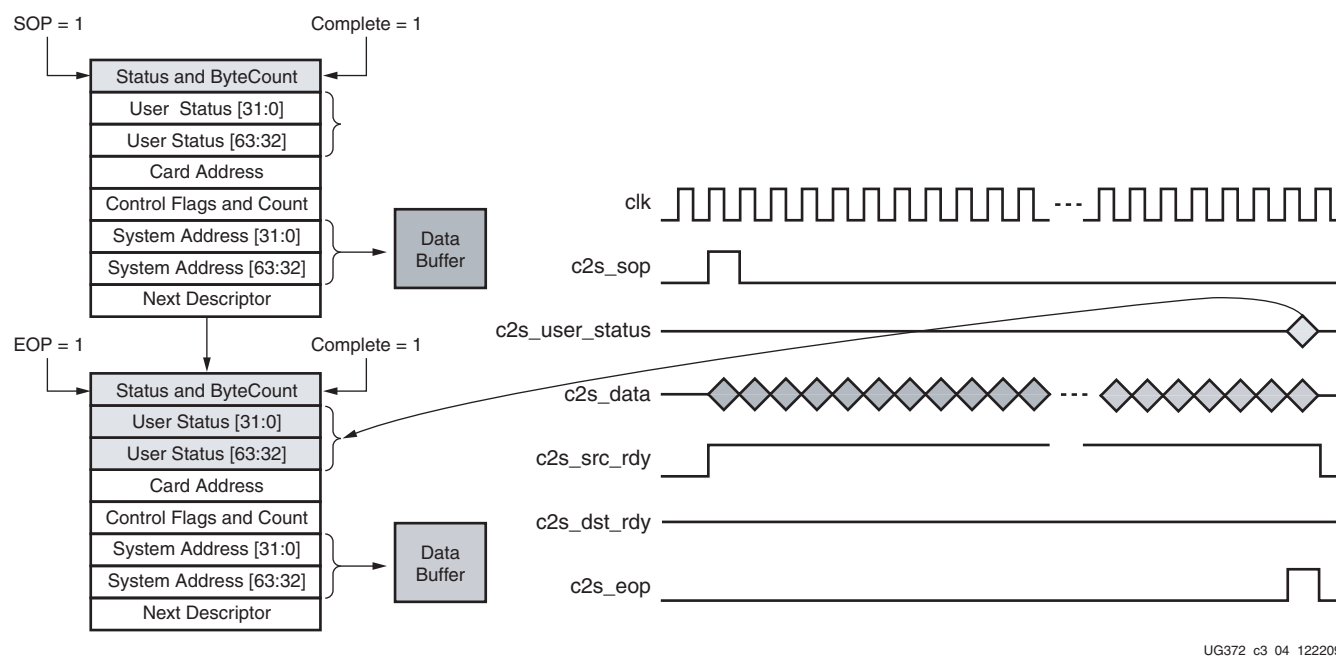 SOP = 1
Complete = 1
Status and ByteCount
User Status [31:0]
User Status [63:32]
Card Address
Control Flags and Count
System Address [31:0]
System Address [63:32]
Next Descriptor
Data
Buffer
EOP = 1
Complete = 1
Status and ByteCount
User Status [31:0]
User Status [63:32]
Card Address
Control Flags and Count
System Address [31:0]
System Address [63:32]
Next Descriptor
Data
Buffer
clk
c2s_sop
c2s_user_status
c2s_data
c2s_src_rdy
c2s_dst_rdy
c2s_eop
UG372_c3_04_122209